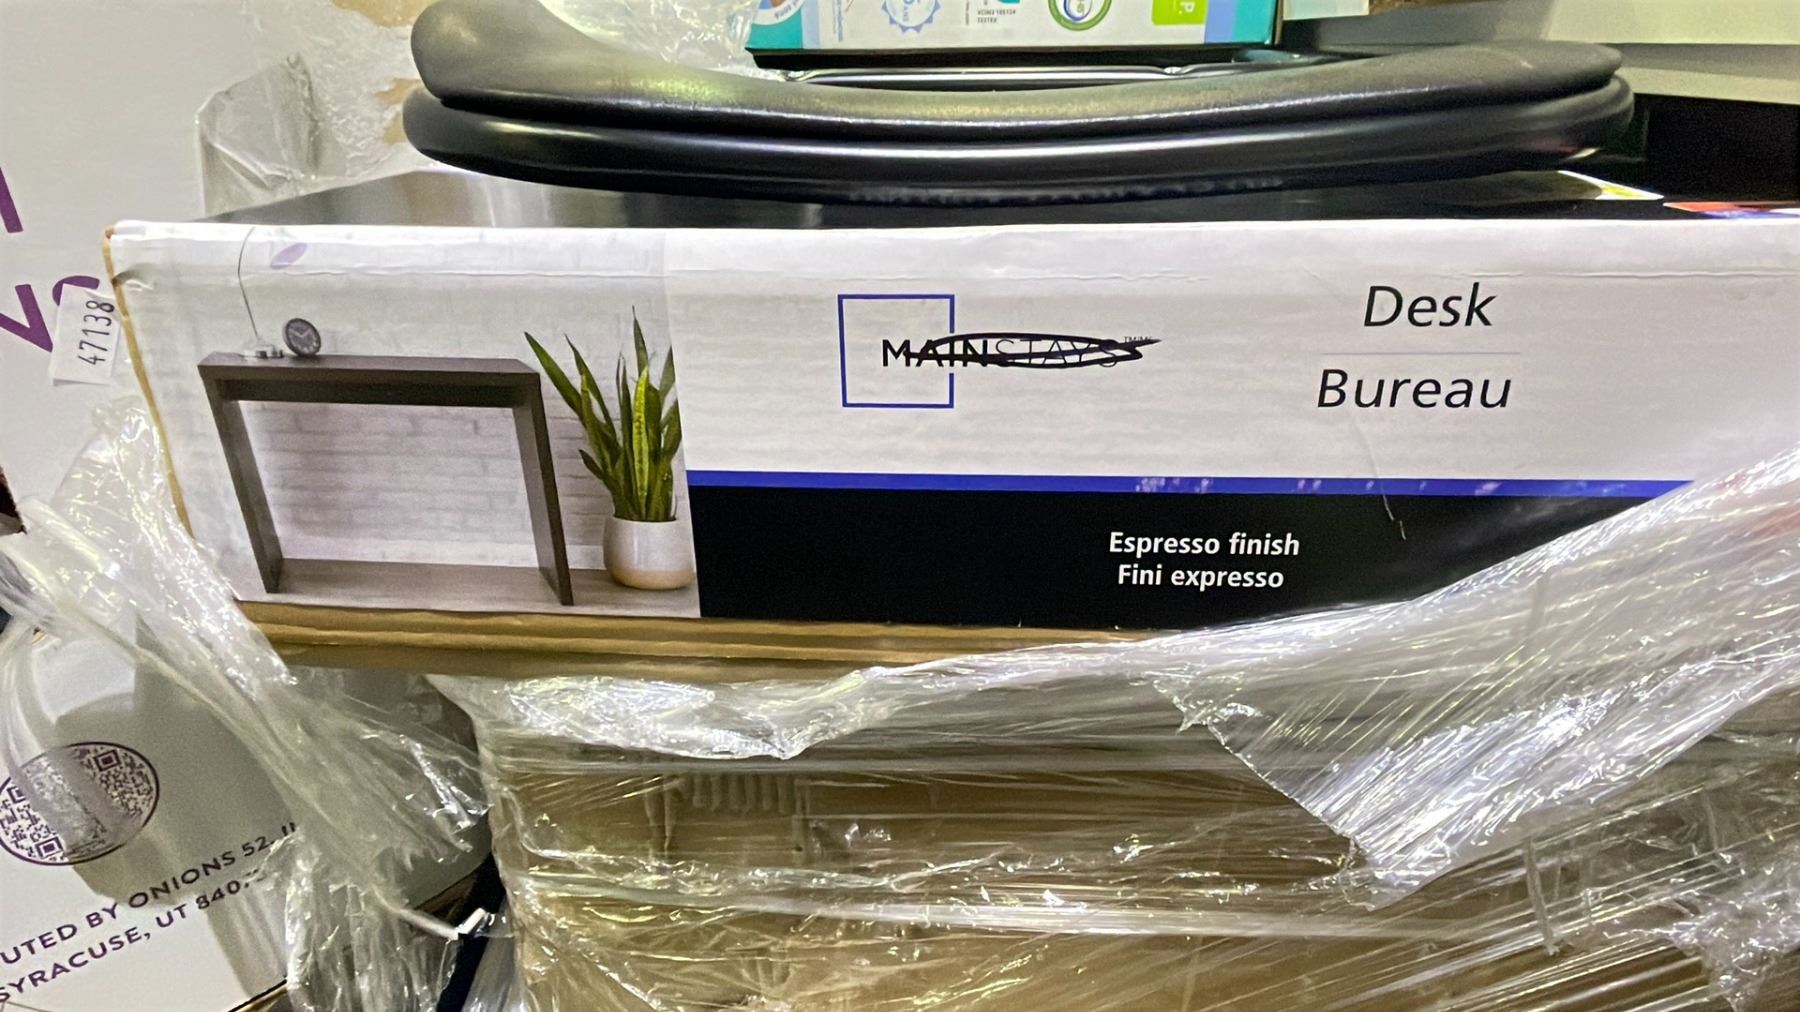 47138
MAINSTAYS
Desk
Bureau
Espresso finish
Fini expresso
UTED BY ONIONS 52,
SYRACUSE, UT 840